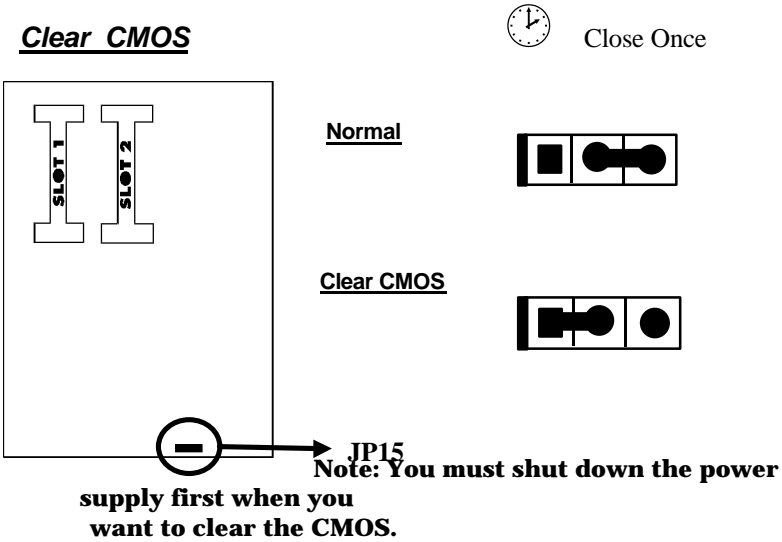 Clear CMOS
Close Once
SLOT 1
SLOT 2
Normal
Clear CMOS
JP15
Note: You must shut down the power
supply first when you
want to clear the CMOS.